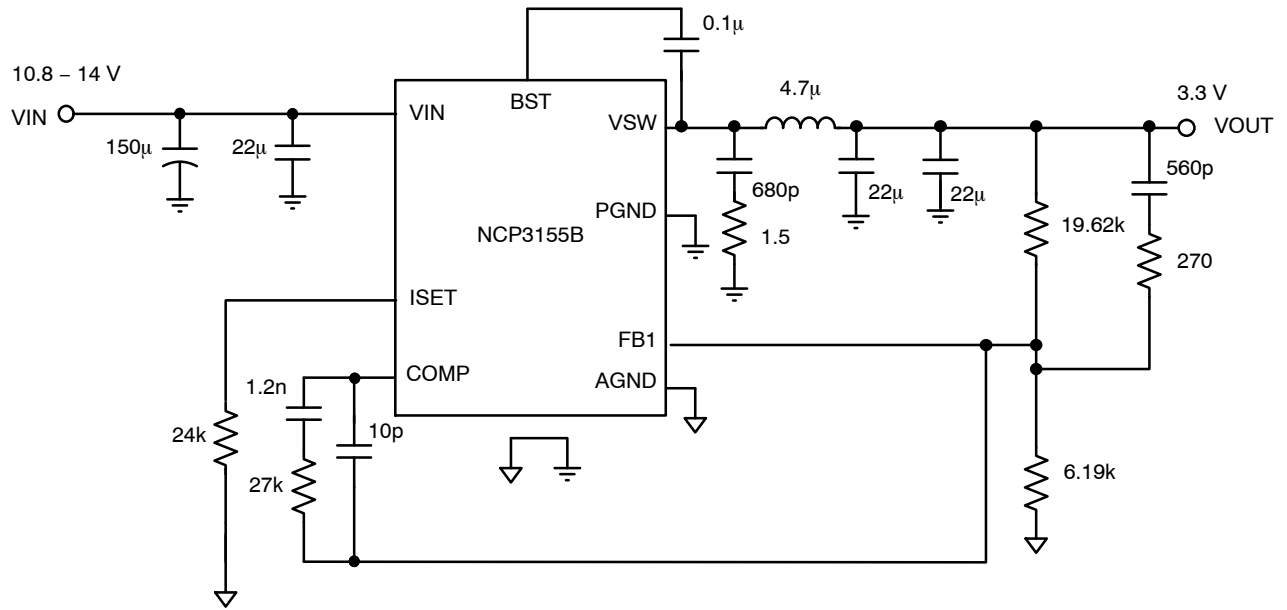 0.1μ
10.8 – 14 V
VIN
150μ
22μ
VIN
BST
VSW
4.7μ
3.3 V
VOUT
680p
1.5
22μ
22μ
560p
19.62k
270
PGND
NCP3155B
ISET
FB1
COMP
AGND
1.2n
10p
24k
27k
6.19k